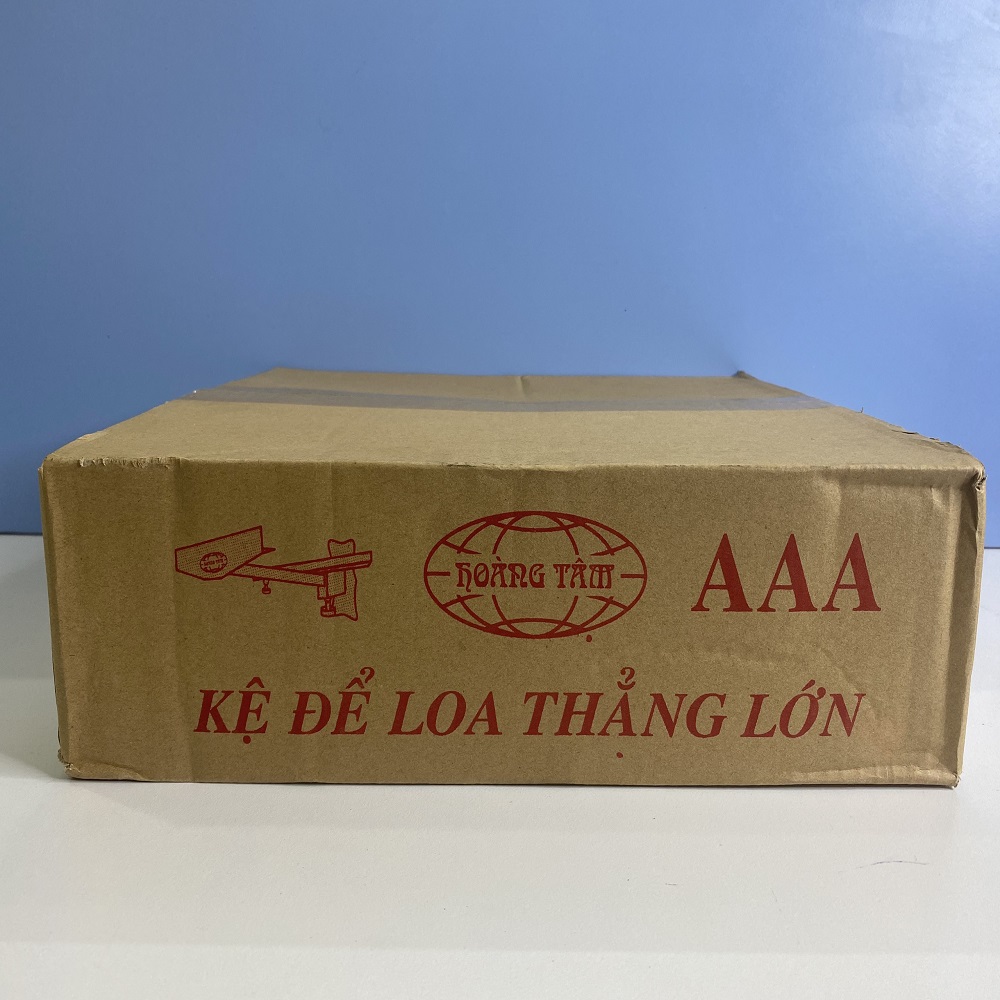 HOÀNG TÂM
AAA
KỆ ĐỂ LOA THẲNG LỚN